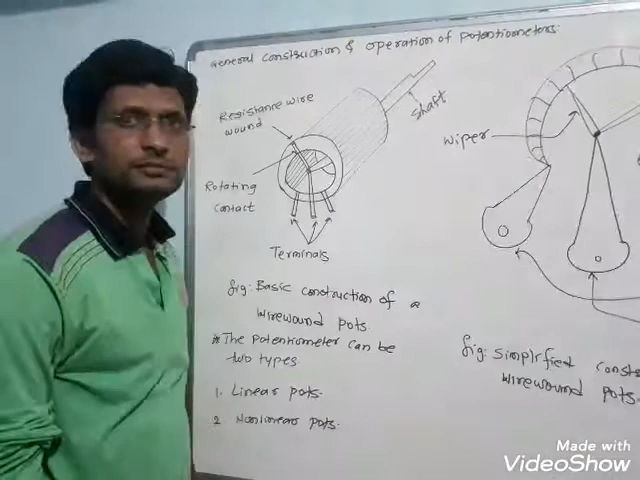 General Construction & operation of Potentiometers:
Resistance wire
wound
shaft
Rotating
Contact
Terminals
fig: Basic construction of a
wirewound pots
* The potentiometer can be
two types
1. Linear pots.
2 Nonlinear pots.
wiper
fig: Simplified
wirewound pots.
Made with
VideoShow